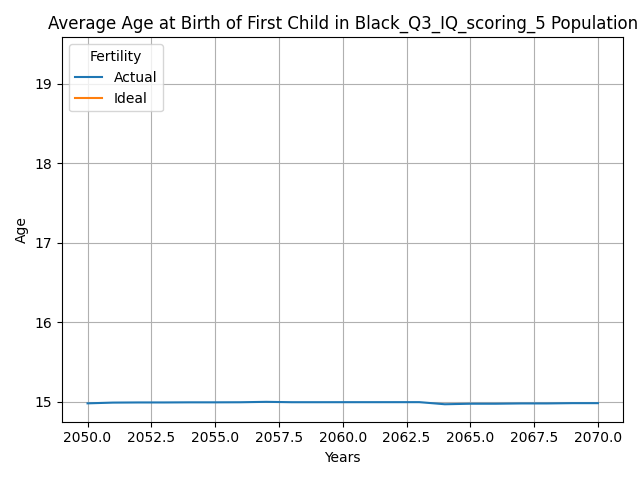 Average Age at Birth of First Child in Black_Q3_IQ_scoring_5 Population
Fertility
Actual
Ideal
Age
19
18
17
16
15
2050.0 2052.5 2055.0 2057.5 2060.0 2062.5 2065.0 2067.5 2070.0
Years